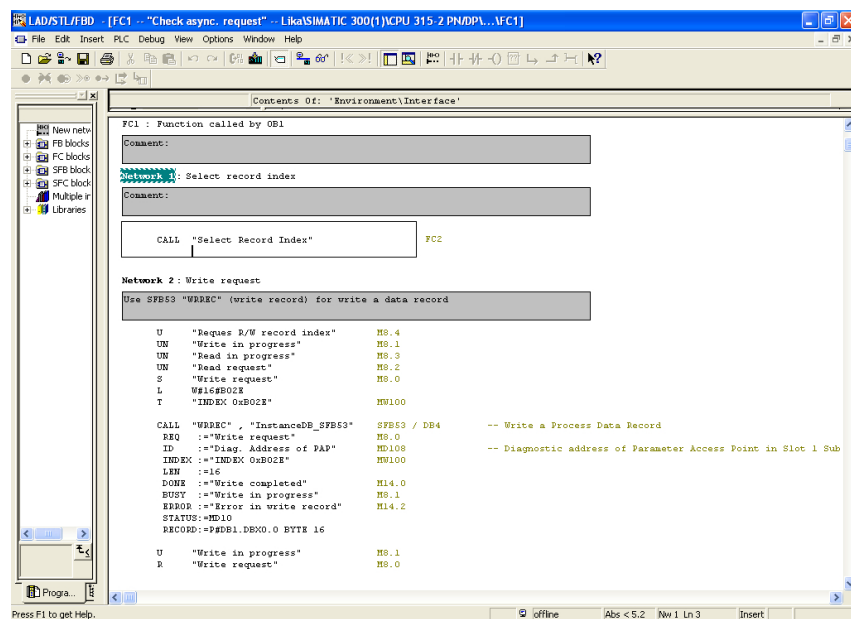 LAD/STL/FBD - [FC1 -- "Check async. request" -- Lika\SIMATIC 300(1)\CPU 315-2 PN/DP\...\FC1]
File Edit Insert PLC Debug View Options Window Help
Contents Of: 'Environment\Interface'
New netw
FB blocks
FC blocks
SFB block
SFC block
Multiple in
Libraries
FC1 : Function called by OB1
Comment:
Network 1: Select record index
Comment:
CALL "Select Record Index" FC2
Network 2 : Write request
Use SFB53 "WRREC" (write record) for write a data record
U "Reques R/W record index" M8.4
UN "Write in progress" M8.1
UN "Read in progress" M8.3
UN "Read request" M8.2
S "Write request" M8.0
L W#16#B02E
T "INDEX 0xB02E" MW100
CALL "WRREC" , "InstanceDB_SFB53" SFB53 / DB4 -- Write a Process Data Record
REQ :="Write request" M8.0
ID :="Diag. Address of PAP" MD108 -- Diagnostic address of Parameter Access Point in Slot 1 Sub
INDEX :="INDEX 0xB02E" MW100
LEN :=16
DONE :="Write completed" M14.0
BUSY :="Write in progress" M8.1
ERROR :="Error in write record" M14.2
STATUS:=MD10
RECORD:=P#DB1.DBX0.0 BYTE 16
U "Write in progress" M8.1
R "Write request" M8.0
Progra...
Press F1 to get Help.
offline Abs < 5.2 Nw 1 Ln 3 Insert